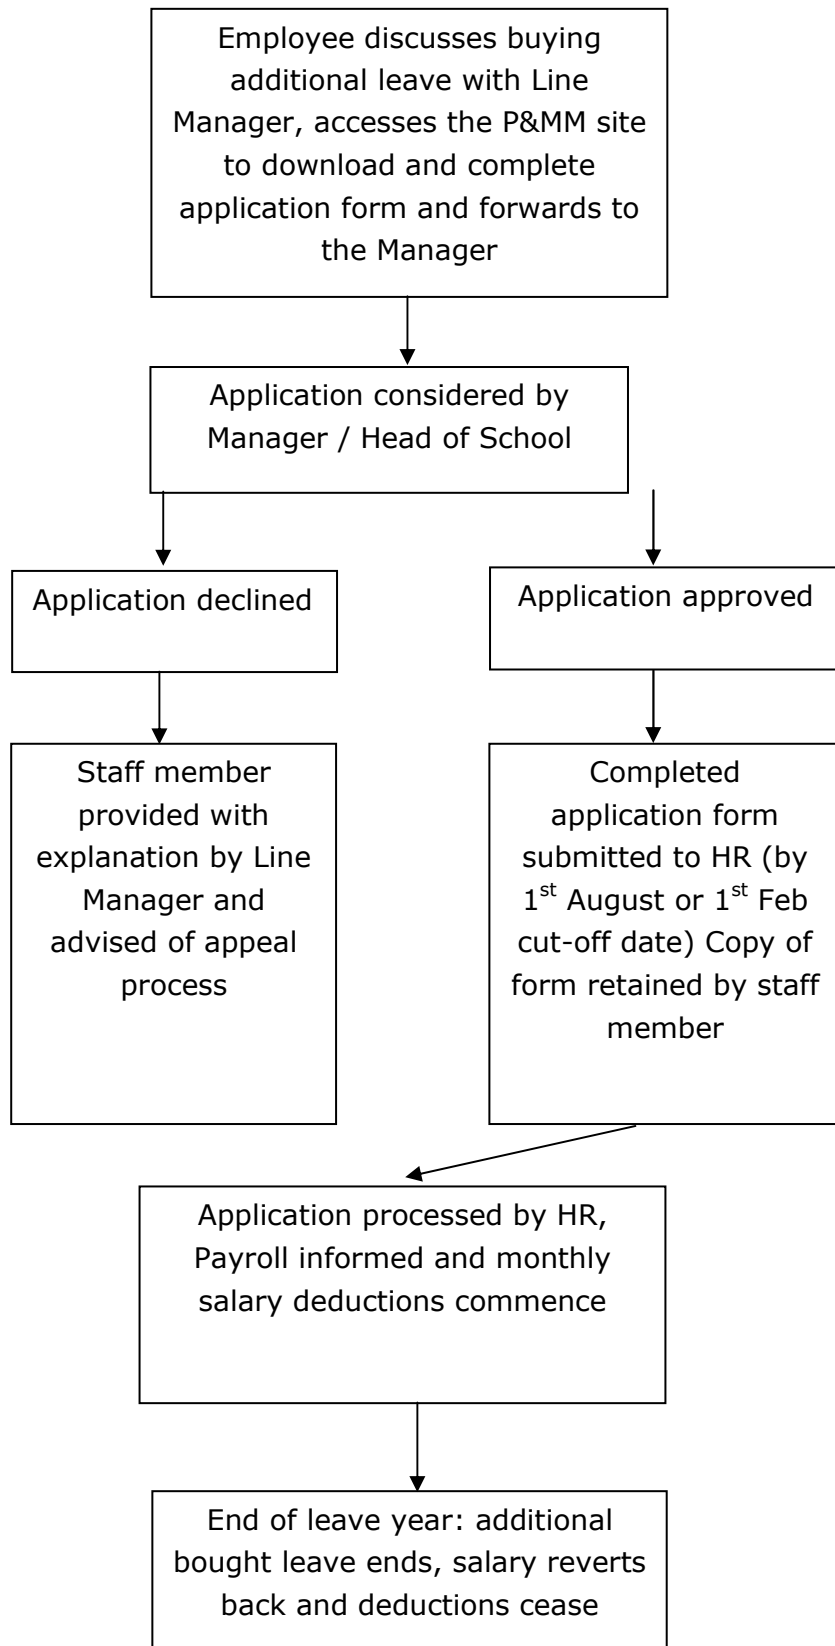 Employee discusses buying
additional leave with Line
Manager, accesses the P&MM site
to download and complete
application form and forwards to
the Manager
Application considered by
Manager / Head of School
Application declined
Application approved
Staff member
provided with
explanation by Line
Manager and
advised of appeal
process
Completed
application form
submitted to HR (by
1st August or 1st Feb
cut-off date) Copy of
form retained by staff
member
Application processed by HR,
Payroll informed and monthly
salary deductions commence
End of leave year: additional
bought leave ends, salary reverts
back and deductions cease